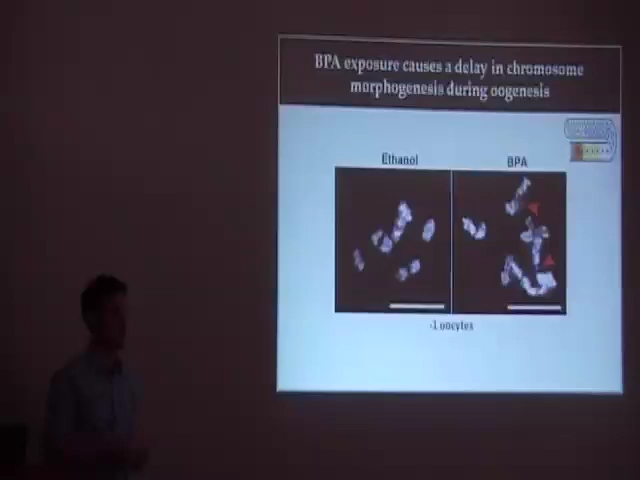 BPA exposure causes a delay in chromosome
morphogenesis during oogenesis
Ethanol
BPA
-1 oocytes